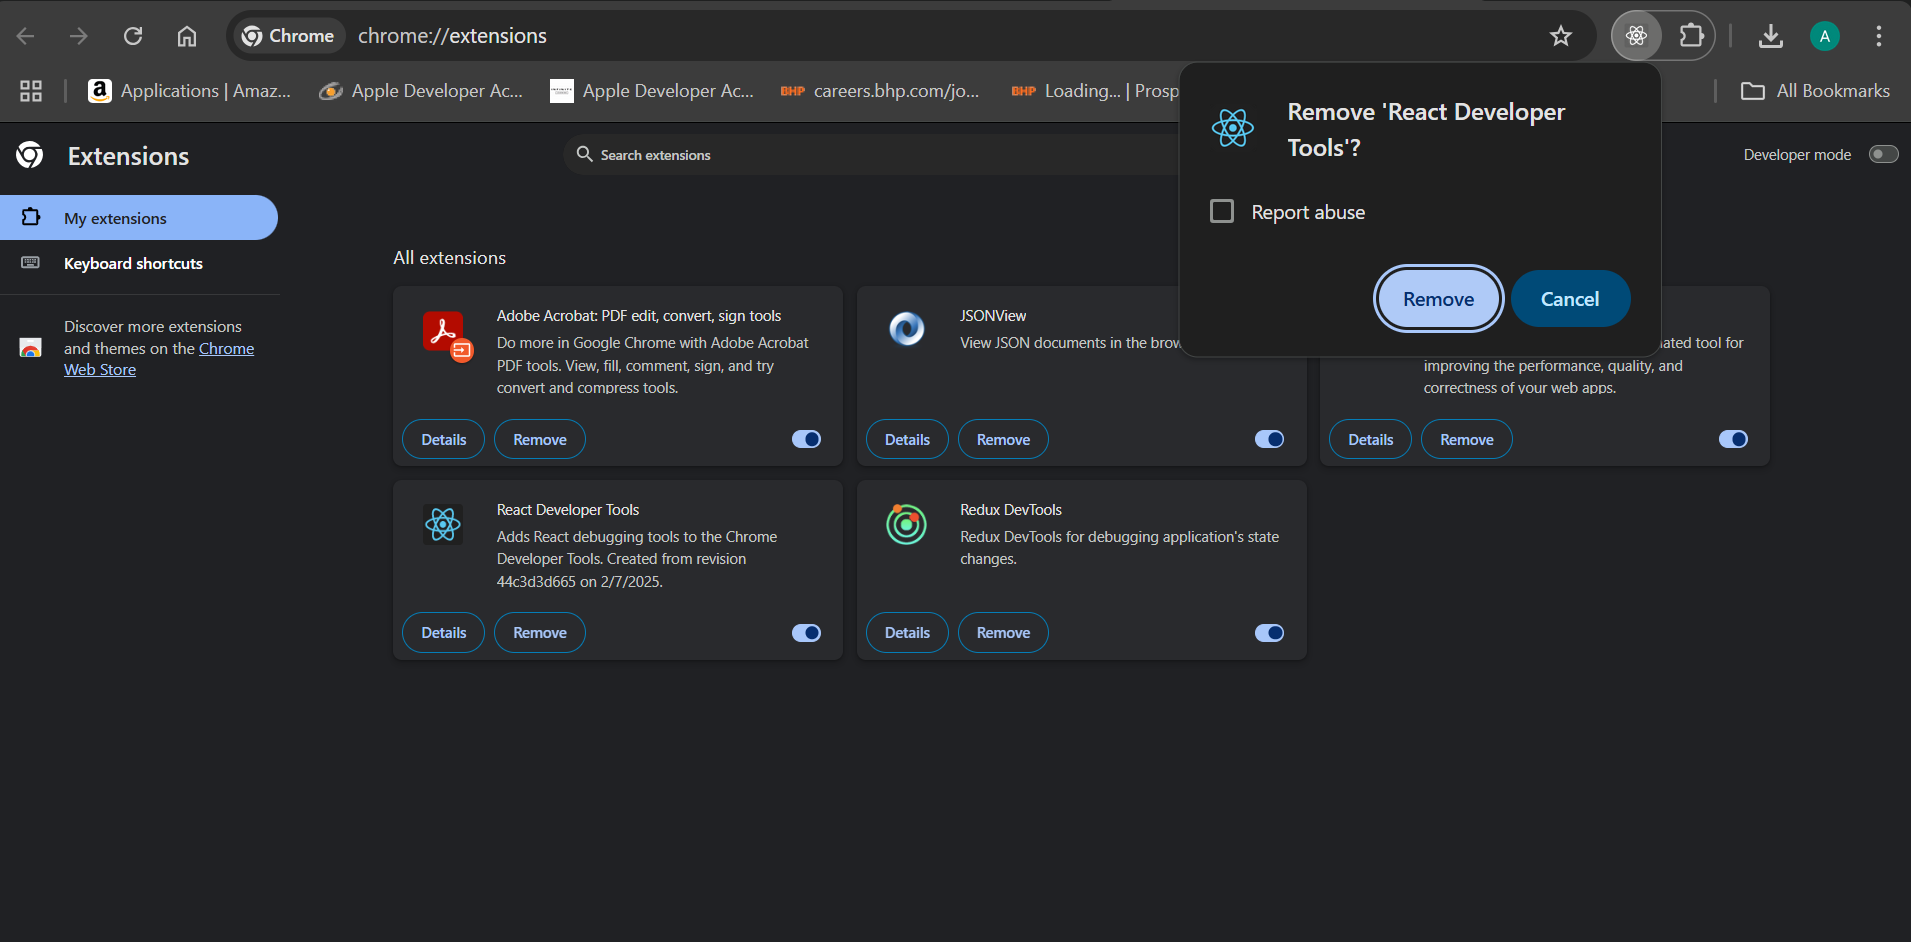 Chrome
chrome://extensions
A
Applications | Amaz...
Apple Developer Ac...
INFINITE
Apple Developer Ac...
BHP
careers.bhp.com/jo...
BHP
Loading... | Prosp
All Bookmarks
Extensions
Search extensions
Developer mode
Remove 'React Developer
Tools'?
Report abuse
Remove
Cancel
My extensions
Keyboard shortcuts
Discover more extensions
and themes on the Chrome
Web Store
All extensions
Adobe Acrobat: PDF edit, convert, sign tools
Do more in Google Chrome with Adobe Acrobat
PDF tools. View, fill, comment, sign, and try
convert and compress tools.
Details
Remove
JSONView
View JSON documents in the brow
Details
Remove
ated tool for
improving the performance, quality, and
correctness of your web apps.
Details
Remove
React Developer Tools
Adds React debugging tools to the Chrome
Developer Tools. Created from revision
44c3d3d665 on 2/7/2025.
Details
Remove
Redux DevTools
Redux DevTools for debugging application's state
changes.
Details
Remove